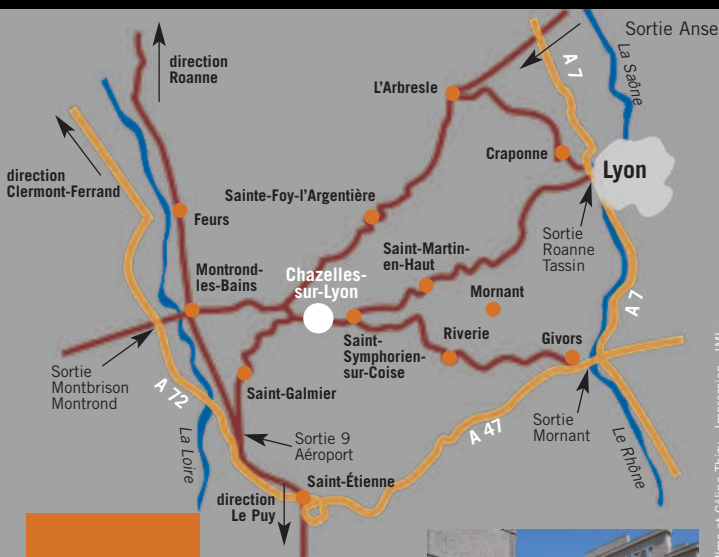 Sortie Anse
direction
Roanne
A 7
La Saône
L'Arbresle
direction
Clermont-Ferrand
Craponne
Lyon
Sainte-Foy-l'Argentière
Feurs
Sortie
Roanne
Tassin
Saint-Martin-
en-Haut
Montrond-
les-Bains
Chazelles-
sur-Lyon
Mornant
A 7
Saint-
Symphorien-
sur-Coise
Riverie
Givors
Sortie
Montbrison
Montrond
A 72
Saint-Galmier
La Loire
Sortie 9
Aéroport
A 47
Sortie
Mornant
Le Rhône
Saint-Étienne
direction
Le Puy